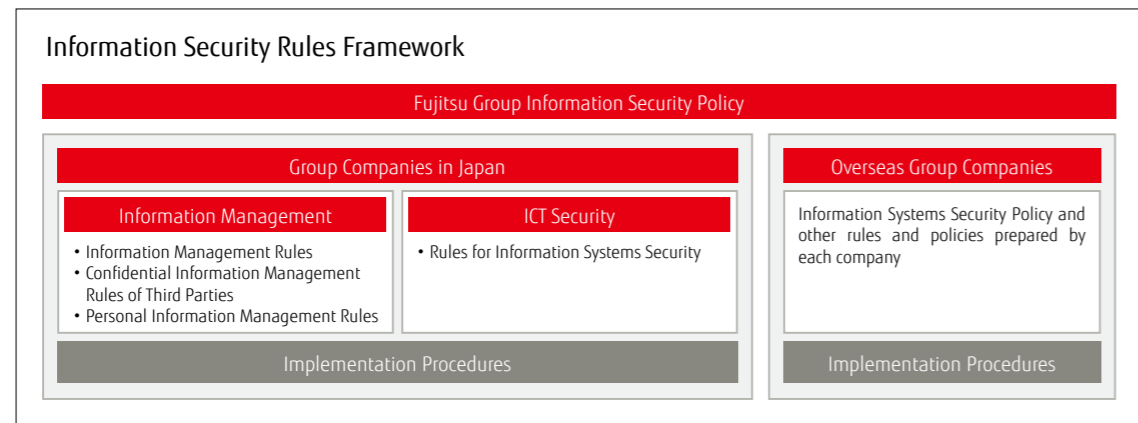 Information Security Rules Framework
Fujitsu Group Information Security Policy
Group Companies in Japan
Information Management
• Information Management Rules
• Confidential Information Management
Rules of Third Parties
• Personal Information Management Rules
ICT Security
• Rules for Information Systems Security
Implementation Procedures
Overseas Group Companies
Information Systems Security Policy and
other rules and policies prepared by
each company
Implementation Procedures